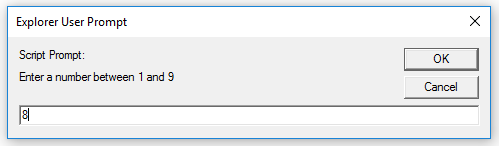 Explorer User Prompt
Script Prompt:
OK
Enter a number between 1 and 9
Cancel
8